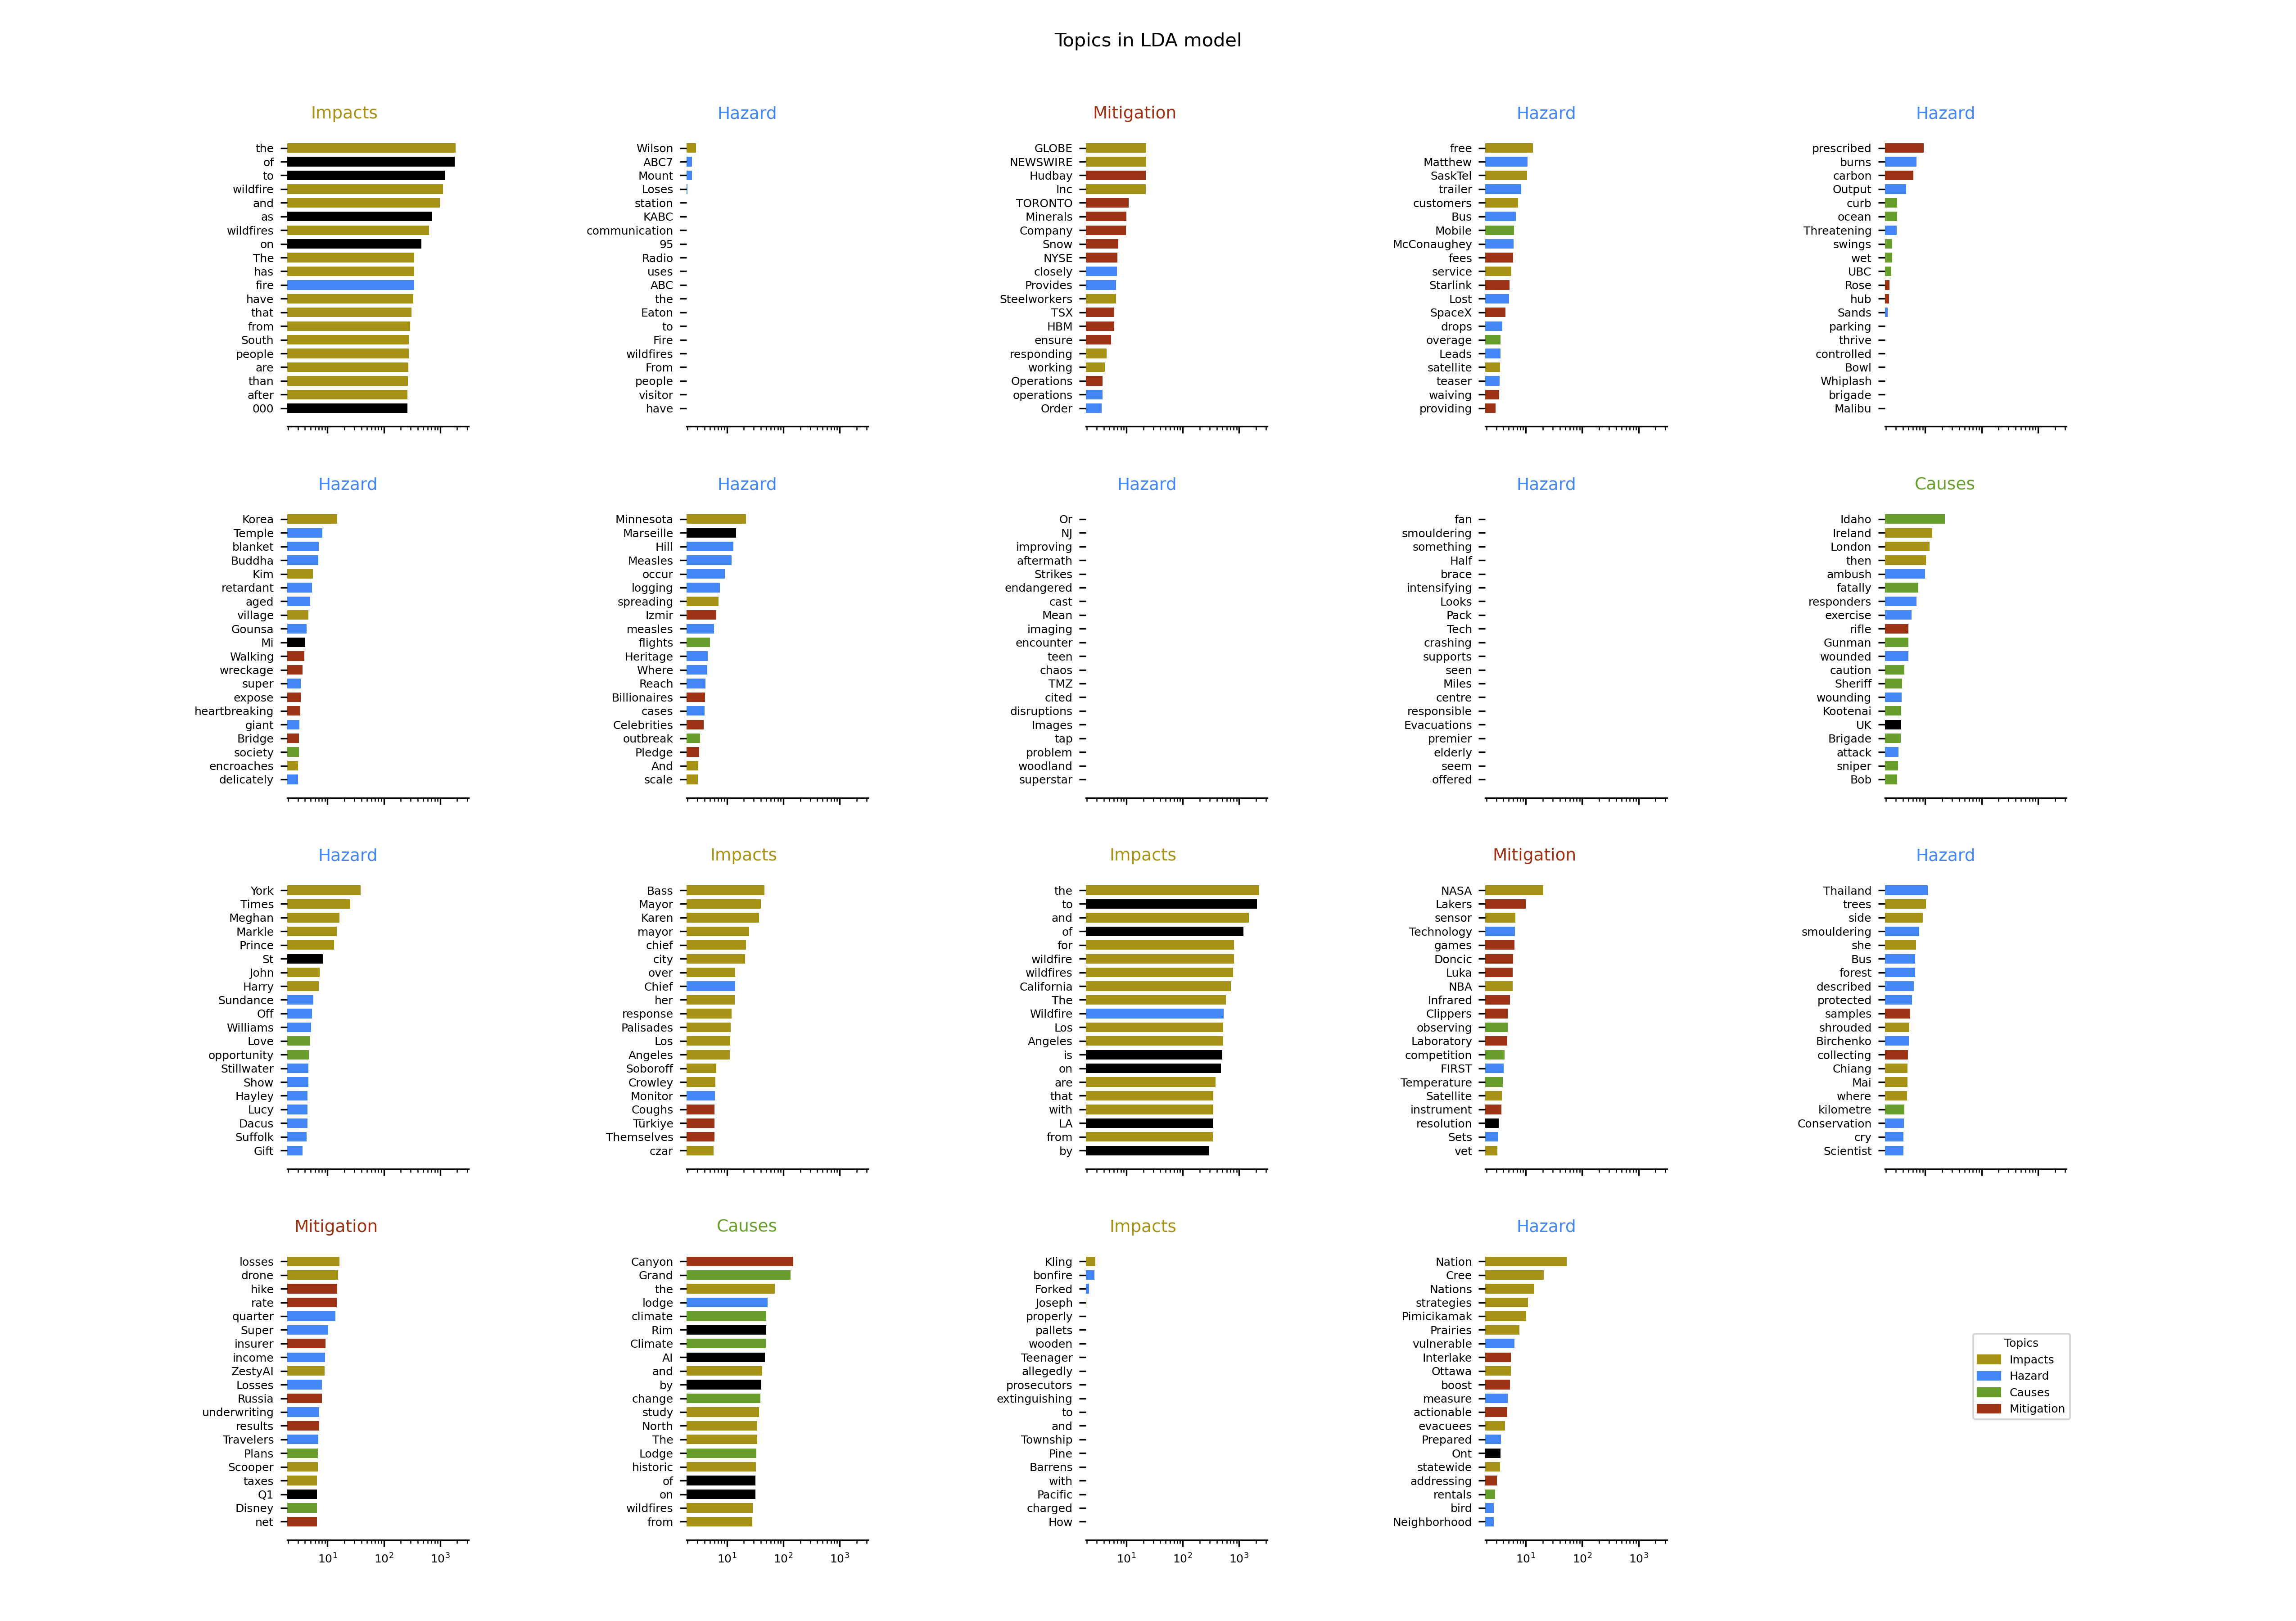 Topics in LDA model
Impacts
the
of
to
wildfire
and
as
wildfires
on
The
has
fire
have
that
from
South
people
are
than
after
000
Hazard
Wilson
ABC7
Mount
Loses
station
KABC
communication
95
Radio
uses
ABC
the
Eaton
to
Fire
wildfires
From
people
visitor
have
Mitigation
GLOBE
NEWSWIRE
Hudbay
Inc
TORONTO
Minerals
Company
Snow
NYSE
closely
Provides
Steelworkers
TSX
HBM
ensure
responding
working
Operations
operations
Order
Hazard
free
Matthew
SaskTel
trailer
customers
Bus
Mobile
McConaughey
fees
service
Starlink
Lost
SpaceX
drops
overage
Leads
satellite
teaser
waiving
providing
Hazard
prescribed
burns
carbon
Output
curb
ocean
Threatening
swings
wet
UBC
Rose
hub
Sands
parking
thrive
controlled
Bowl
Whiplash
brigade
Malibu
Hazard
Korea
Temple
blanket
Buddha
Kim
retardant
aged
village
Gounsa
Mi
Walking
wreckage
super
expose
heartbreaking
giant
Bridge
society
encroaches
delicately
Hazard
Minnesota
Marseille
Hill
Measles
occur
logging
spreading
Izmir
measles
flights
Heritage
Where
Reach
Billionaires
cases
Celebrities
outbreak
Pledge
And
scale
Hazard
Or
NJ
improving
aftermath
Strikes
endangered
cast
Mean
imaging
encounter
teen
chaos
TMZ
cited
disruptions
Images
tap
problem
woodland
superstar
Hazard
fan
smouldering
something
Half
brace
intensifying
Looks
Pack
Tech
crashing
supports
seen
Miles
centre
responsible
Evacuations
premier
elderly
seem
offered
Causes
Idaho
Ireland
London
then
ambush
fatally
responders
exercise
rifle
Gunman
wounded
caution
Sheriff
wounding
Kootenai
UK
Brigade
attack
sniper
Bob
Hazard
York
Times
Meghan
Markle
Prince
St
John
Harry
Sundance
Off
Williams
Love
opportunity
Stillwater
Show
Hayley
Lucy
Dacus
Suffolk
Gift
Impacts
Bass
Mayor
Karen
mayor
chief
city
over
Chief
her
response
Palisades
Los
Angeles
Soboroff
Crowley
Monitor
Coughs
Türkiye
Themselves
czar
Impacts
the
to
and
of
for
wildfire
wildfires
California
The
Wildfire
Los
Angeles
is
on
are
that
with
LA
from
by
Mitigation
NASA
Lakers
sensor
Technology
games
Doncic
Luka
NBA
Infrared
Clippers
observing
Laboratory
competition
FIRST
Temperature
Satellite
instrument
resolution
Sets
vet
Hazard
Thailand
trees
side
smouldering
she
Bus
forest
described
protected
samples
shrouded
Birchenko
collecting
Chiang
Mai
where
kilometre
Conservation
cry
Scientist
Mitigation
losses
drone
hike
rate
quarter
Super
insurer
income
ZestyAI
Losses
Russia
underwriting
results
Travelers
Plans
Scooper
taxes
Q1
Disney
net
10¹ 10² 10³
Causes
Canyon
Grand
the
lodge
climate
Rim
Climate
AI
and
by
change
study
North
The
Lodge
historic
of
on
wildfires
from
10¹ 10² 10³
Impacts
Kling
bonfire
Forked
Joseph
properly
pallets
wooden
Teenager
allegedly
prosecutors
extinguishing
to
and
Township
Pine
Barrens
with
Pacific
charged
How
10¹ 10² 10³
Hazard
Nation
Cree
Nations
strategies
Pimicikamak
Prairies
vulnerable
Interlake
Ottawa
boost
measure
actionable
evacuees
Prepared
Ont
statewide
addressing
rentals
bird
Neighborhood
10¹ 10² 10³
Topics
Impacts
Hazard
Causes
Mitigation